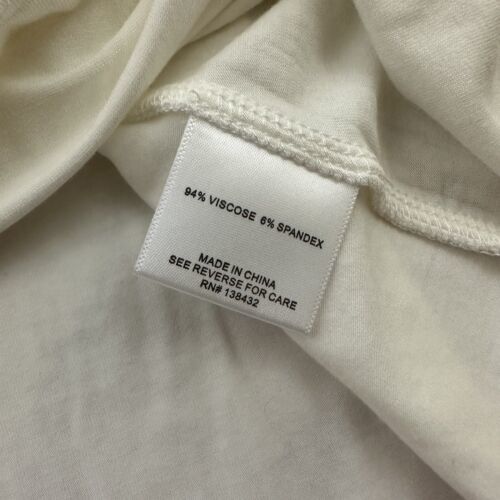 94% VISCOSE 6% SPANDEX
MADE IN CHINA
SEE REVERSE FOR CARE
RN# 138432